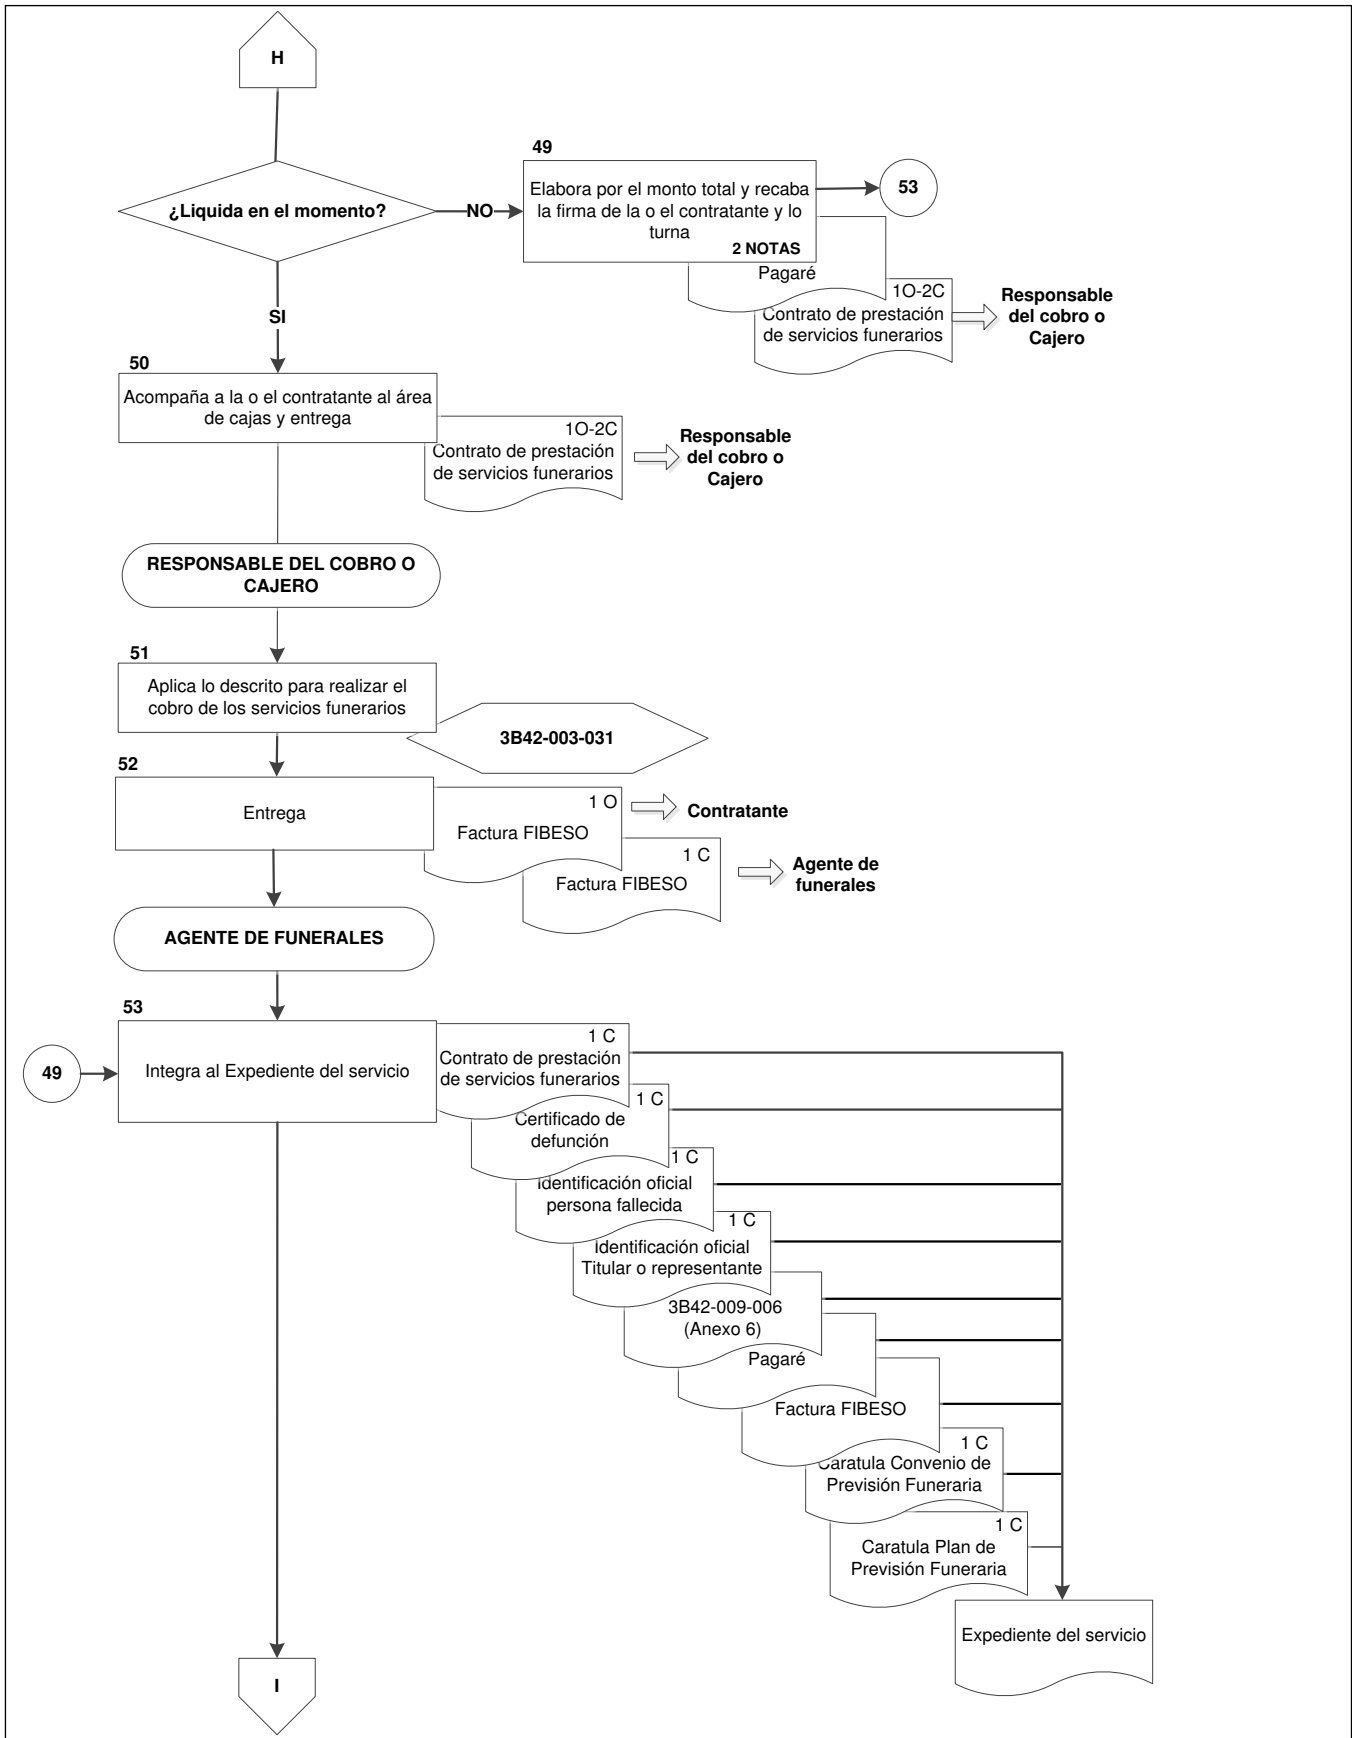 H
¿Liquida en el momento?
NO
49
Elabora por el monto total y recaba
la firma de la o el contratante y lo
turna
2 NOTAS
53
Pagaré
1O-2C
Contrato de prestación
de servicios funerarios
Responsable
del cobro o
Cajero
SI
50
Acompaña a la o el contratante al área
de cajas y entrega
1O-2C
Contrato de prestación
de servicios funerarios
Responsable
del cobro o
Cajero
RESPONSABLE DEL COBRO O
CAJERO
51
Aplica lo descrito para realizar el
cobro de los servicios funerarios
3B42-003-031
52
Entrega
1 O
Factura FIBESO
Contratante
1 C
Factura FIBESO
Agente de
funerales
AGENTE DE FUNERALES
53
49
Integra al Expediente del servicio
1 C
Contrato de prestación
de servicios funerarios
1 C
Certificado de
defunción
1 C
Identificación oficial
persona fallecida
1 C
Identificación oficial
Titular o representante
3B42-009-006
(Anexo 6)
Pagaré
Factura FIBESO
1 C
Caratula Convenio de
Previsión Funeraria
1 C
Caratula Plan de
Previsión Funeraria
Expediente del servicio
I